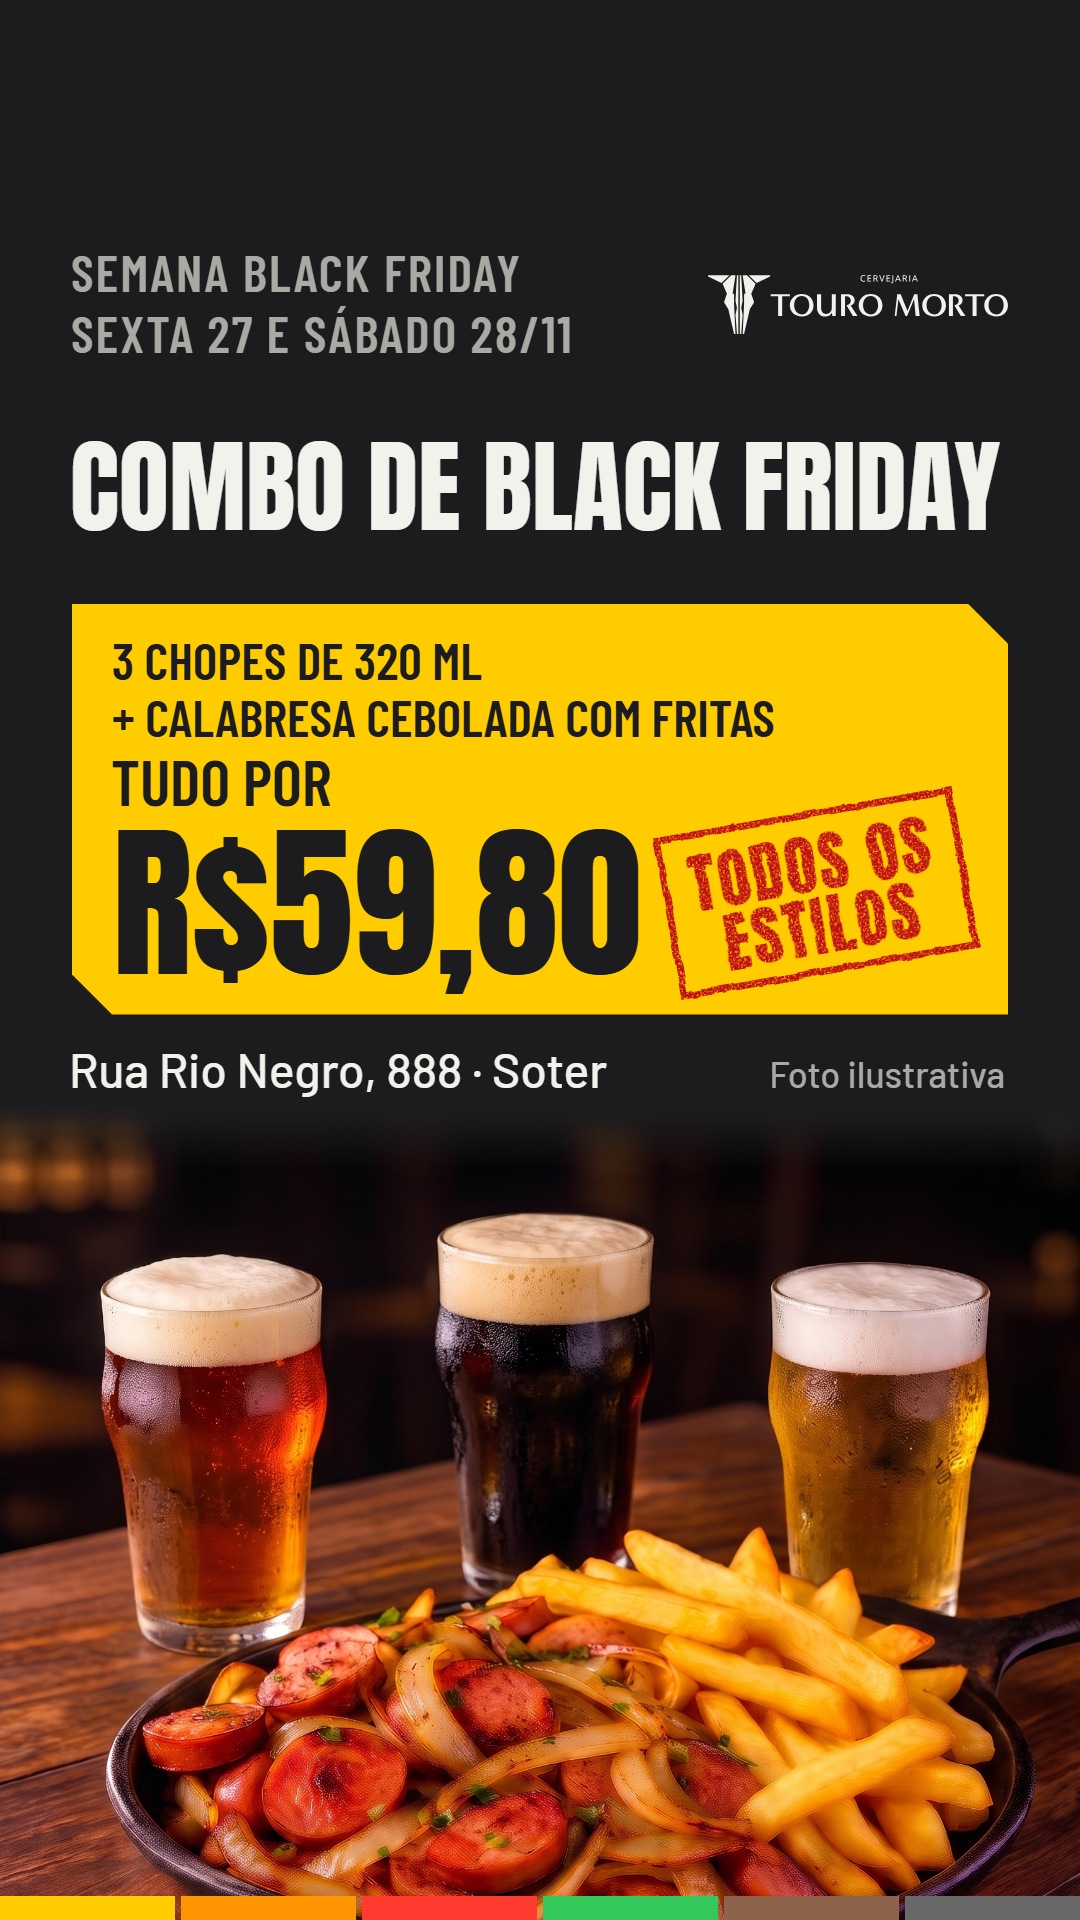 SEMANA BLACK FRIDAY
SEXTA 27 E SÁBADO 28/11
CERVEJARIA
TOURO MORTO
COMBO DE BLACK FRIDAY
3 CHOPES DE 320 ML
+ CALABRESA CEBOLADA COM FRITAS
TUDO POR
R$59,80
TODOS OS
ESTILOS
Rua Rio Negro, 888 · Soter
Foto ilustrativa